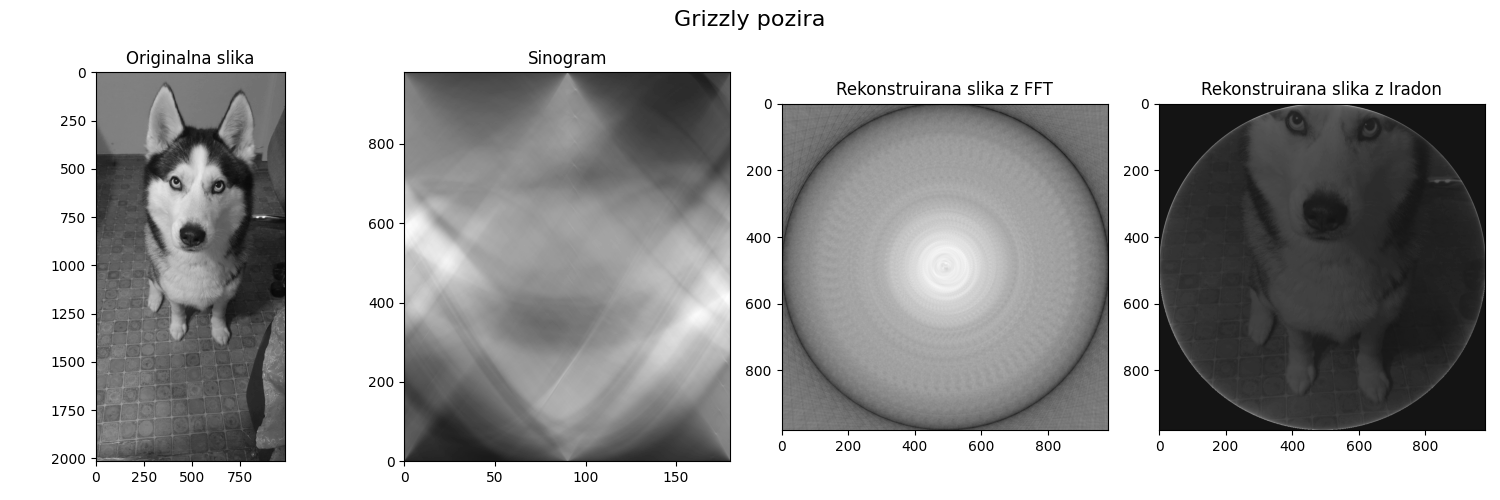 Grizzly pozira
Originalna slika
Sinogram
Rekonstruirana slika z FFT
Rekonstruirana slika z Iradon
0
250
500
750
1000
1250
1500
1750
2000
0 250 500 750
800
600
400
200
0
0 50 100 150
0
200
400
600
800
0 200 400 600 800
0
200
400
600
800
0 200 400 600 800